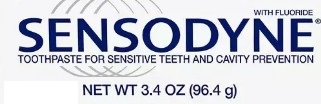 WITH FLUORIDE
SENSODYNE®
TOOTHPASTE FOR SENSITIVE TEETH AND CAVITY PREVENTION
NET WT 3.4 OZ (96.4 g)